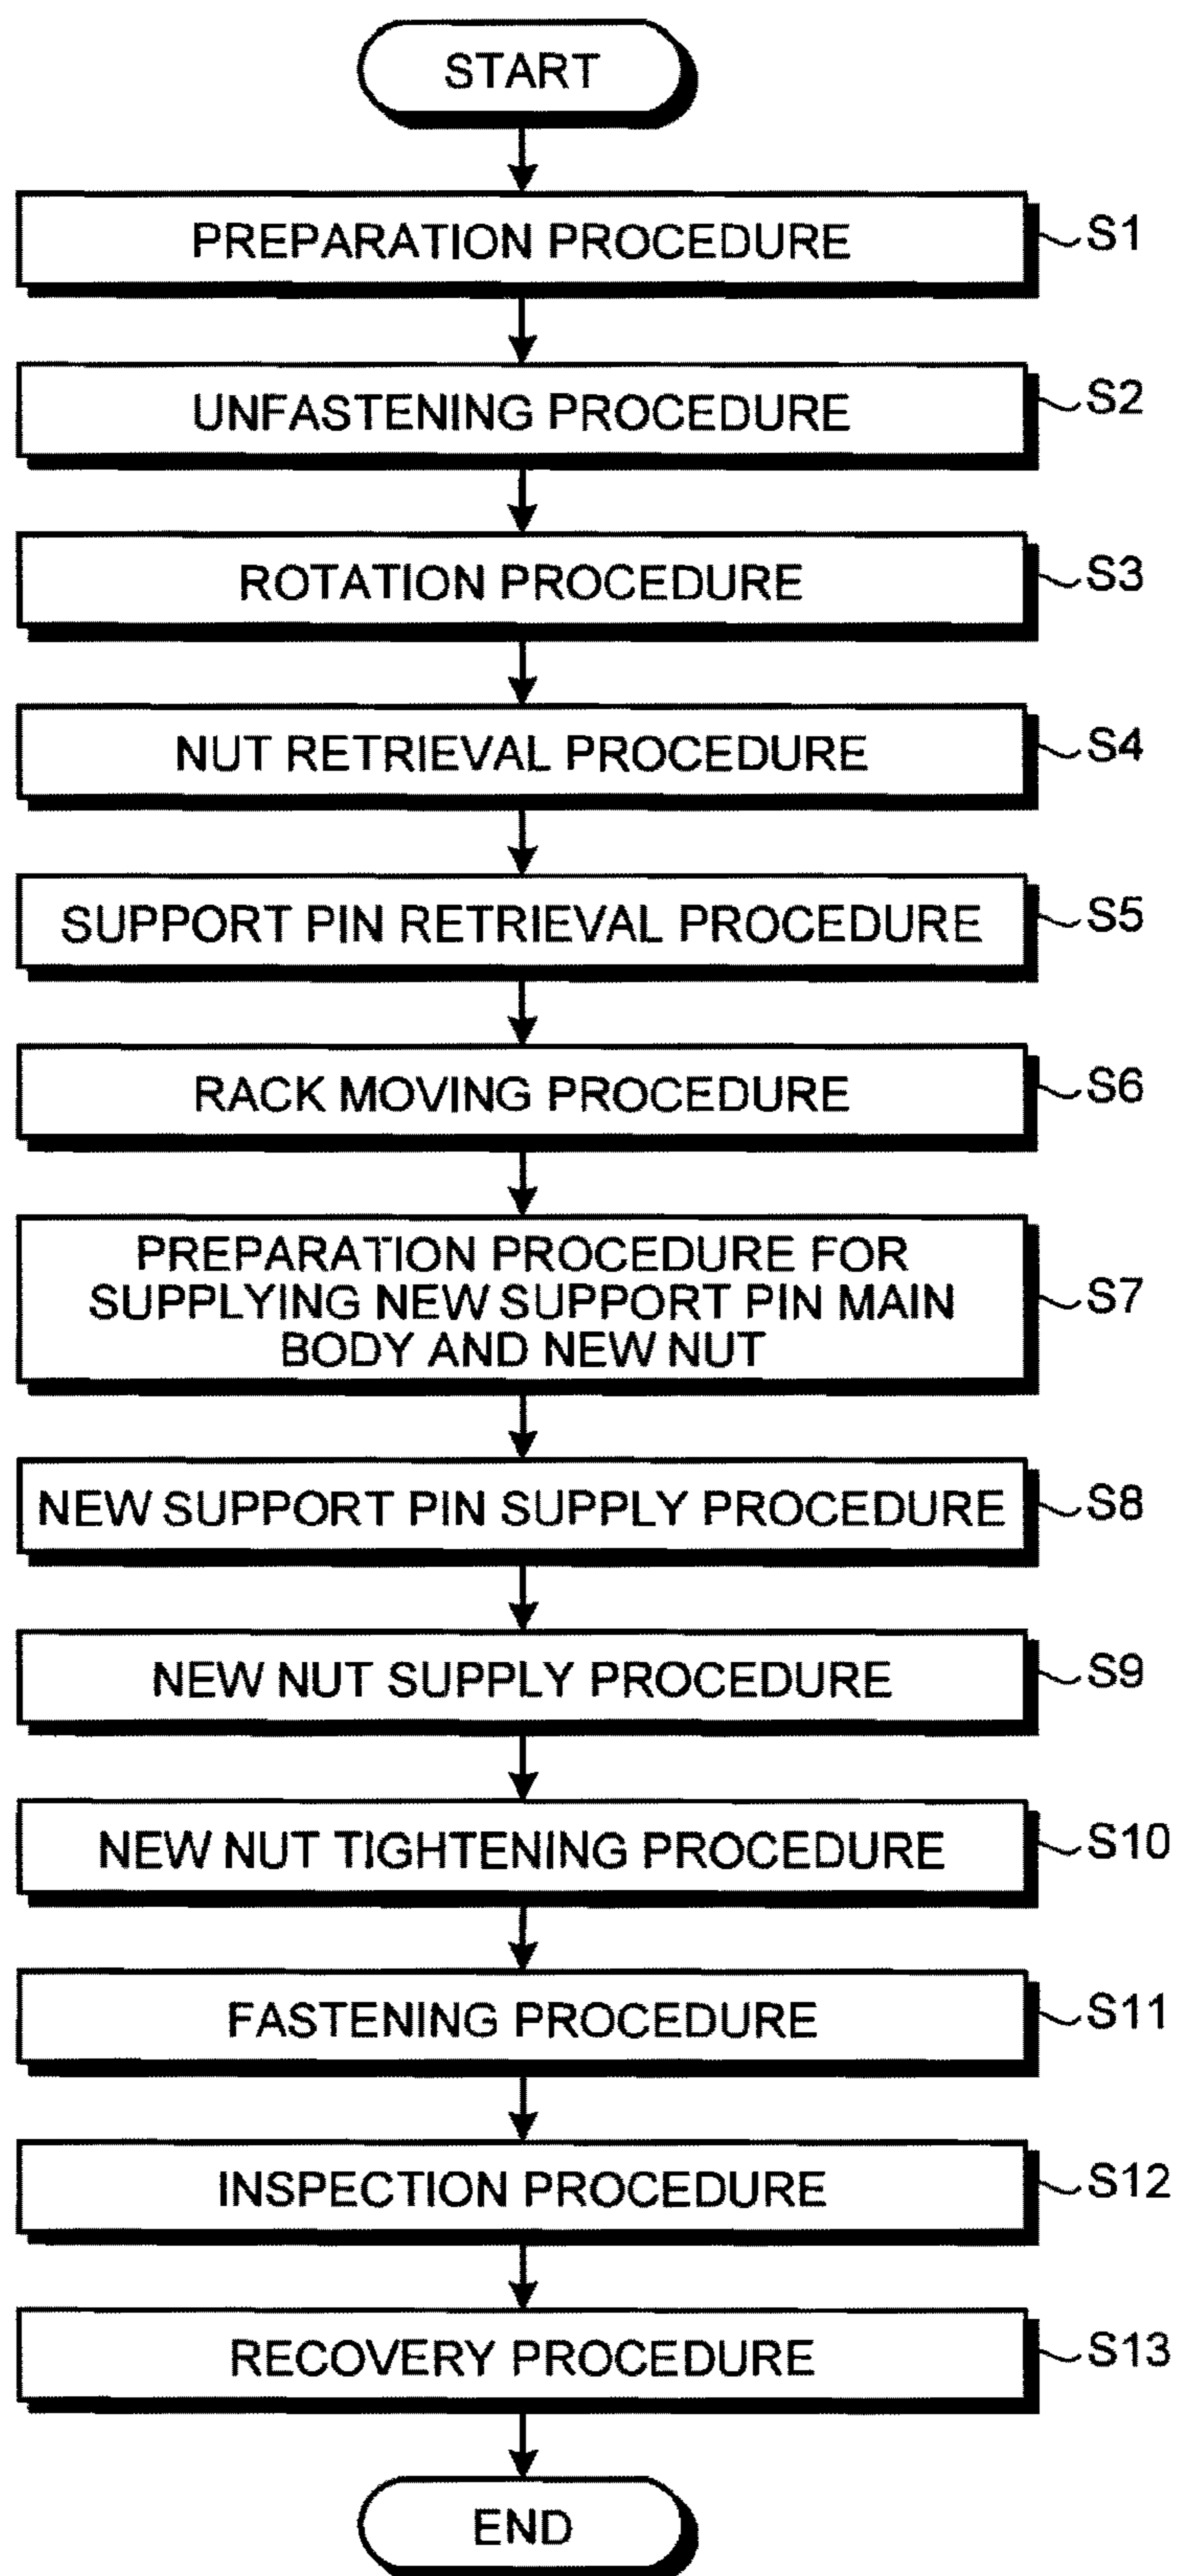 START
PREPARATION PROCEDURE
S1
UNFASTENING PROCEDURE
S2
ROTATION PROCEDURE
S3
NUT RETRIEVAL PROCEDURE
S4
SUPPORT PIN RETRIEVAL PROCEDURE
S5
RACK MOVING PROCEDURE
S6
PREPARATION PROCEDURE FOR
SUPPLYING NEW SUPPORT PIN MAIN
BODY AND NEW NUT
S7
NEW SUPPORT PIN SUPPLY PROCEDURE
S8
NEW NUT SUPPLY PROCEDURE
S9
NEW NUT TIGHTENING PROCEDURE
S10
FASTENING PROCEDURE
S11
INSPECTION PROCEDURE
S12
RECOVERY PROCEDURE
S13
END